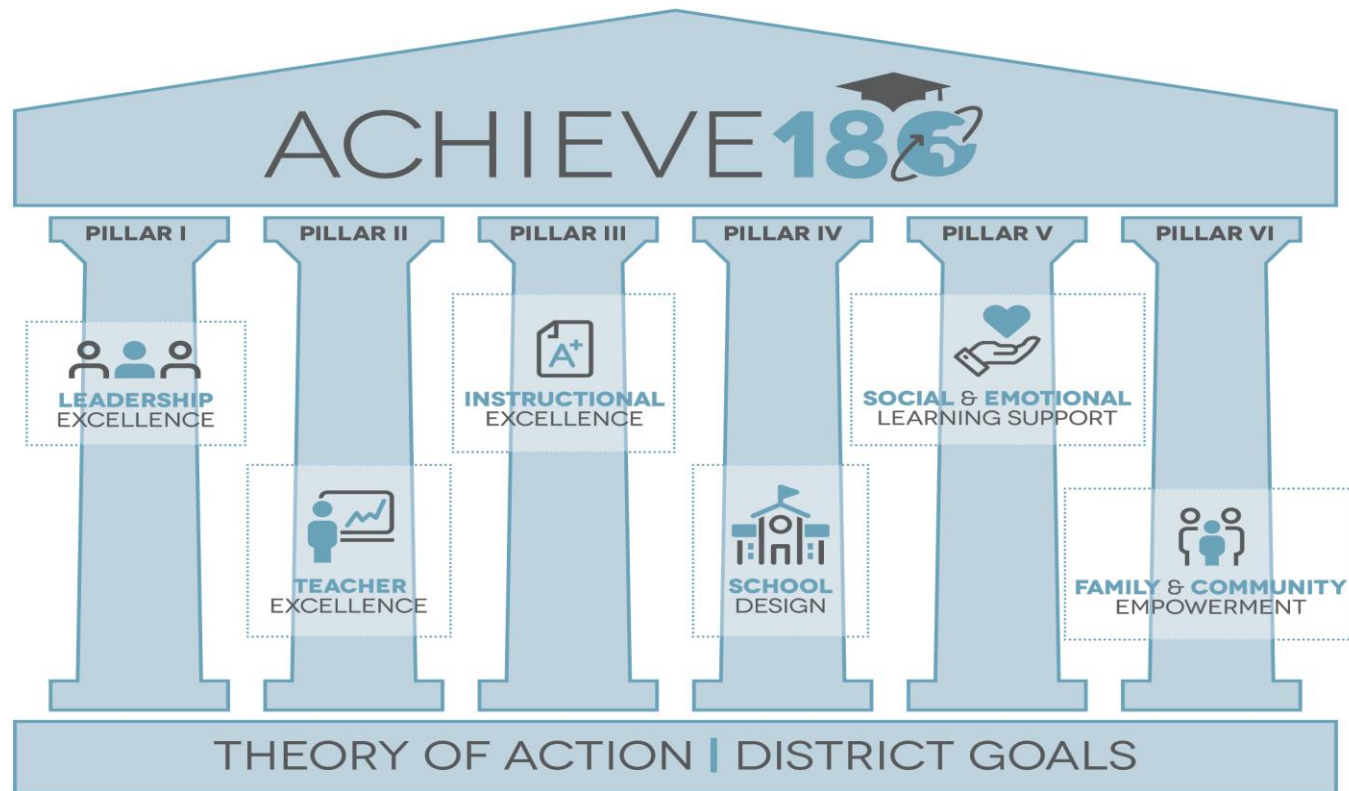 ACHIEVE180
PILLAR I
PILLAR II
PILLAR III
PILLAR IV
PILLAR V
PILLAR VI
LEADERSHIP
EXCELLENCE
TEACHER
EXCELLENCE
A+
INSTRUCTIONAL
EXCELLENCE
SCHOOL
DESIGN
SOCIAL & EMOTIONAL
LEARNING SUPPORT
FAMILY & COMMUNITY
EMPOWERMENT
THEORY OF ACTION | DISTRICT GOALS